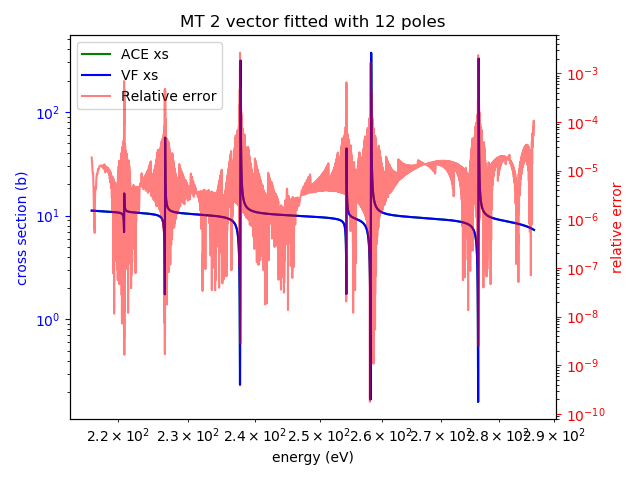 MT 2 vector fitted with 12 poles
ACE xs
VF xs
Relative error
cross section (b)
10²
10¹
10⁰
10⁻³
10⁻⁴
10⁻⁵
10⁻⁶
10⁻⁷
10⁻⁸
10⁻⁹
10⁻¹⁰
relative error
2.2 × 10² 2.3 × 10² 2.4 × 10² 2.5 × 10² 2.6 × 10² 2.7 × 10² 2.8 × 10² 2.9 × 10²
energy (eV)